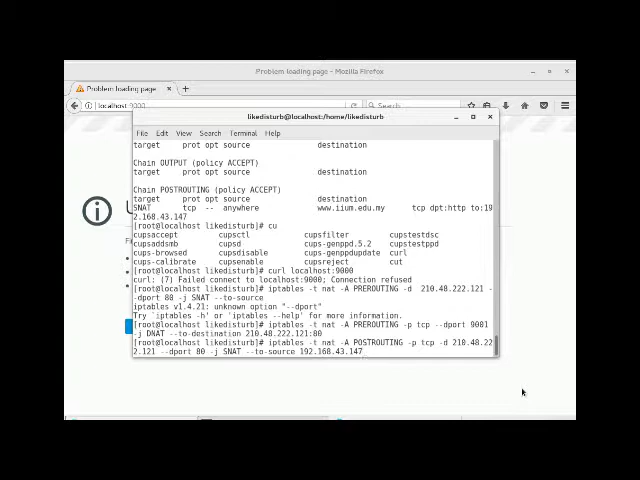 Problem loading page - Mozilla Firefox
Problem loading page
localhost:9000
Search
likedisturb@localhost:/home/likedisturb
File Edit View Search Terminal Help
target prot opt source destination
Chain OUTPUT (policy ACCEPT)
target prot opt source destination
Chain POSTROUTING (policy ACCEPT)
target prot opt source destination
SNAT tcp -- anywhere www.iium.edu.my tcp dpt:http to:19
2.168.43.147
[root@localhost likedisturb]# cu
cupsaccept cupsctl cupsfilter cupstestdsc
cupsaddsmb cupsd cups-genppd.5.2 cupstestppd
cups-browsed cupsdisable cups-genppdupdate curl
cups-calibrate cupsenable cupsreject cut
[root@localhost likedisturb]# curl localhost:9000
curl: (7) Failed connect to localhost:9000; Connection refused
[root@localhost likedisturb]# iptables -t nat -A PREROUTING -d 210.48.222.121 -
-dport 80 -j SNAT --to-source
iptables v1.4.21: unknown option "--dport"
Try `iptables -h' or 'iptables --help' for more information.
[root@localhost likedisturb]# iptables -t nat -A PREROUTING -p tcp --dport 9001
-j DNAT --to-destination 210.48.222.121:80
[root@localhost likedisturb]# iptables -t nat -A POSTROUTING -p tcp -d 210.48.22
2.121 --dport 80 -j SNAT --to-source 192.168.43.147